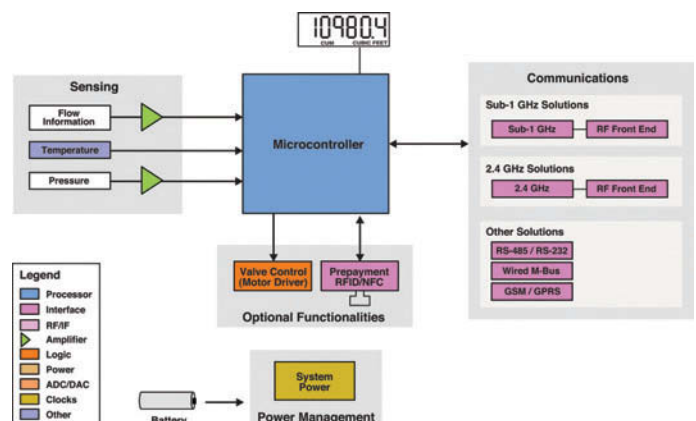 10980.4
CUM CUBIC FEET
Sensing
Flow
Information
Temperature
Pressure
Microcontroller
Communications
Sub-1 GHz Solutions
Sub-1 GHz
RF Front End
2.4 GHz Solutions
2.4 GHz
RF Front End
Other Solutions
RS-485 / RS-232
Wired M-Bus
GSM / GPRS
Valve Control
(Motor Driver)
Prepayment
RFID/NFC
Optional Functionalities
Legend
Processor
Interface
RF/IF
Amplifier
Logic
Power
ADC/DAC
Clocks
Other
System
Power
Battery
Power Management